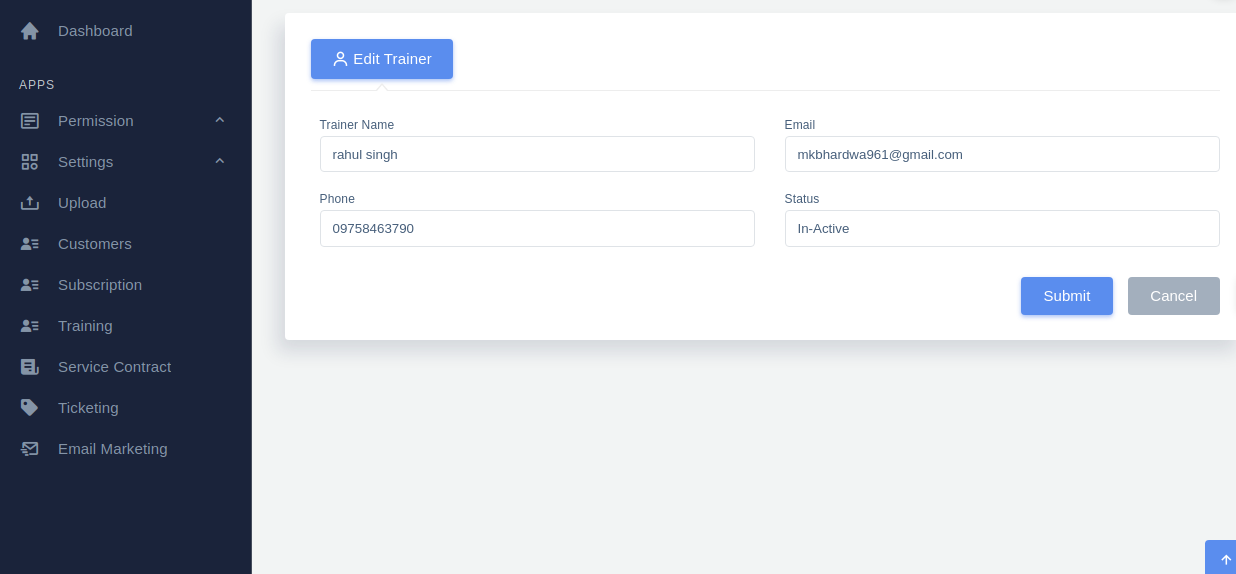 Dashboard
APPS
Permission
Settings
Upload
Customers
Subscription
Training
Service Contract
Ticketing
Email Marketing
Edit Trainer
Trainer Name
Email
rahul singh
mkbhardwa961@gmail.com
Phone
Status
09758463790
In-Active
Submit
Cancel